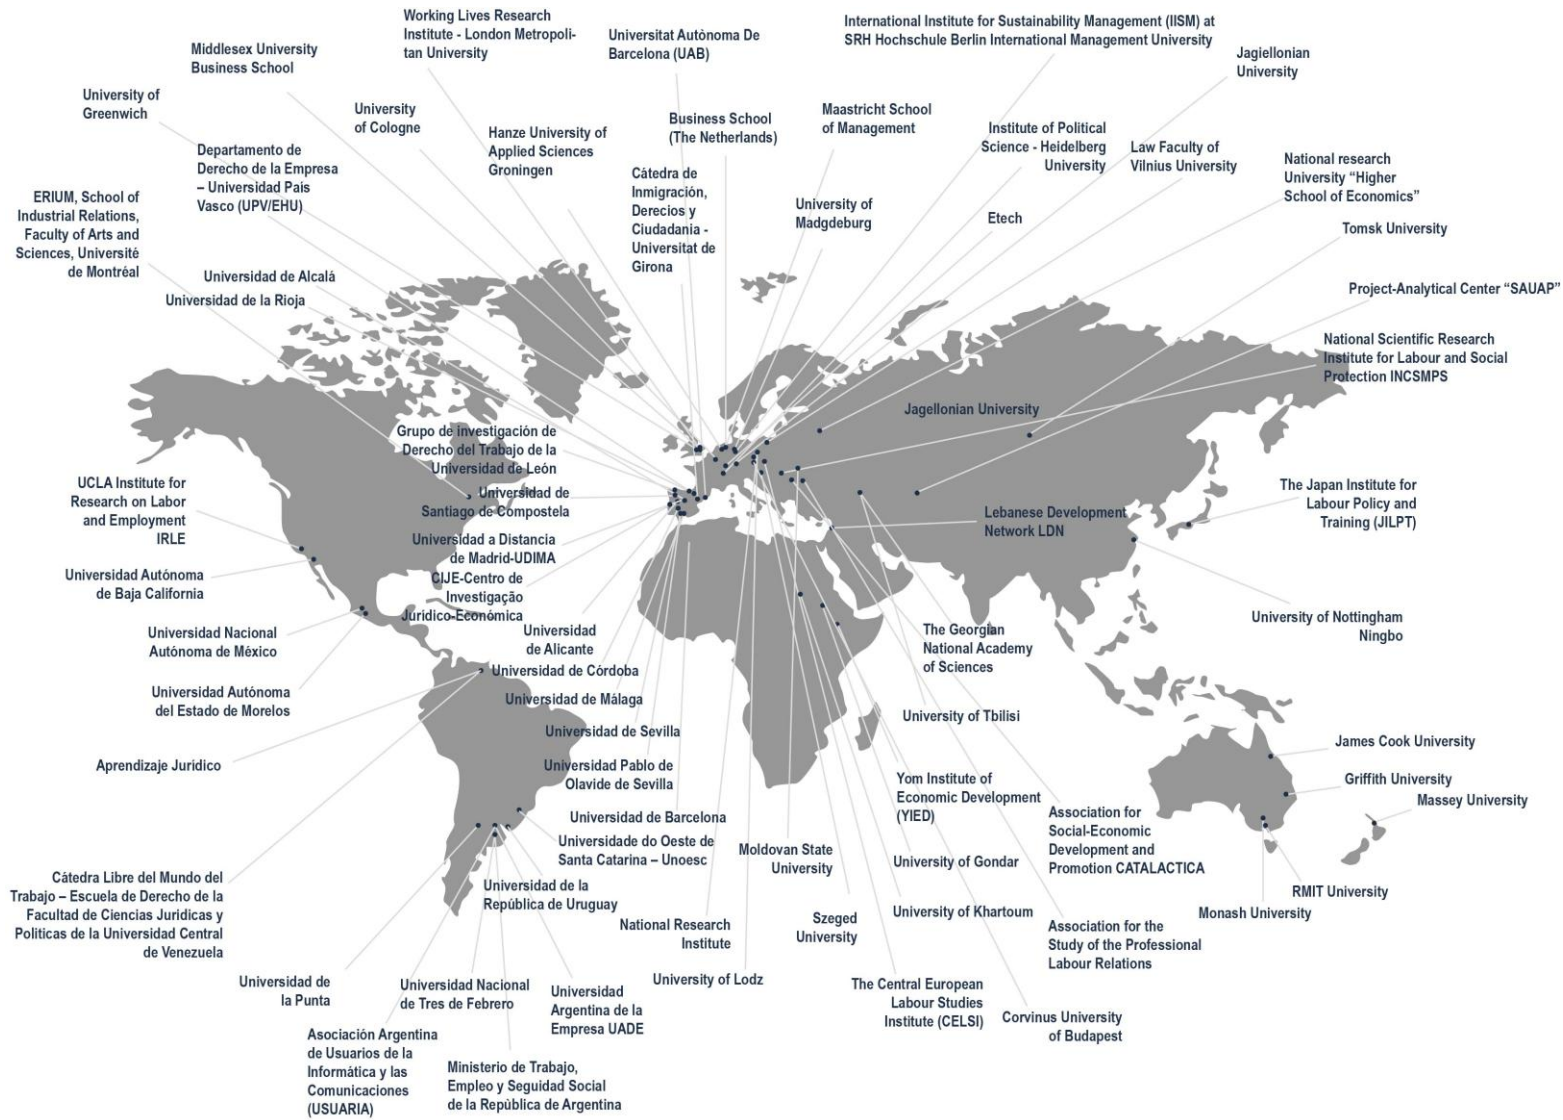 Working Lives Research
Institute - London Metropoli-
tan University
Universitat Autònoma De
Barcelona (UAB)
International Institute for Sustainability Management (IISM) at
SRH Hochschule Berlin International Management University
Middlesex University
Business School
Jagiellonian
University
University of
Greenwich
University
of Cologne
Hanze University of
Applied Sciences
Groningen
Business School
(The Netherlands)
Maastricht School
of Management
Institute of Political
Science - Heidelberg
University
Law Faculty of
Vilnius University
National research
University “Higher
School of Economics”
Departamento de
Derecho de la Empresa
– Universidad Pais
Vasco (UPV/EHU)
Cátedra de
Inmigración,
Derecios y
Ciudadania -
Universitat de
Girona
University of
Madgdeburg
Etech
Tomsk University
ERIUM, School of
Industrial Relations,
Faculty of Arts and
Sciences, Université
de Montréal
Universidad de Alcalá
Universidad de la Rioja
Project-Analytical Center “SAUAP”
National Scientific Research
Institute for Labour and Social
Protection INCSMPS
Jagellonian University
Grupo de investigación de
Derecho del Trabajo de la
Universidad de León
UCLA Institute for
Research on Labor
and Employment
IRLE
Universidad de
Santiago de Compostela
The Japan Institute for
Labour Policy and
Training (JILPT)
Lebanese Development
Network LDN
Universidad a Distancia
de Madrid-UDIMA
Universidad Autónoma
de Baja California
CIJE-Centro de
Investigação
Jurídico-Económica
Universidad Nacional
Autónoma de México
Universidad
de Alicante
The Georgian
National Academy
of Sciences
University of Nottingham
Ningbo
Universidad de Córdoba
Universidad Autónoma
del Estado de Morelos
Universidad de Málaga
University of Tbilisi
Universidad de Sevilla
James Cook University
Aprendizaje Jurídico
Universidad Pablo de
Olavide de Sevilla
Yom Institute of
Economic Development
(YIED)
Griffith University
Massey University
Universidad de Barcelona
Association for
Social-Economic
Development and
Promotion CATALACTICA
Universidade do Oeste de
Santa Catarina – Unoesc
Moldovan State
University
University of Gondar
Cátedra Libre del Mundo del
Trabajo – Escuela de Derecho de la
Facultad de Ciencias Jurídicas y
Políticas de la Universidad Central
de Venezuela
Universidad de la
República de Uruguay
RMIT University
Monash University
National Research
Institute
Szeged
University
University of Khartoum
Association for the
Study of the Professional
Labour Relations
University of Lodz
Universidad de
la Punta
Universidad Nacional
de Tres de Febrero
Universidad
Argentina de la
Empresa UADE
The Central European
Labour Studies
Institute (CELSI)
Corvinus University
of Budapest
Asociación Argentina
de Usuarios de la
Informática y las
Comunicaciones
(USUARIA)
Ministerio de Trabajo,
Empleo y Seguidad Social
de la Repùblica de Argentina